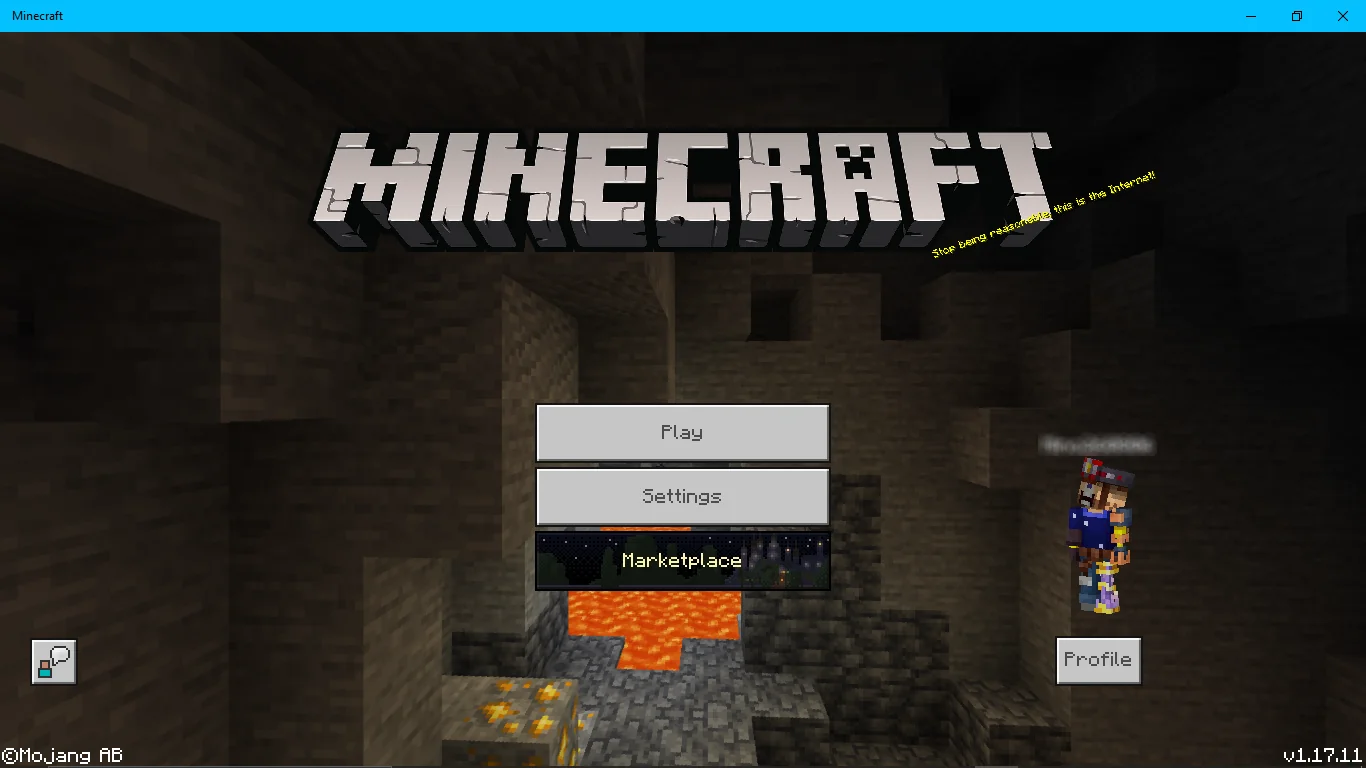 Minecraft
MINECRAFT
Stop being reasonable, this is the Internet!
Play
Settings
Marketplace
Profile
©Mojang AB
v1.17.11